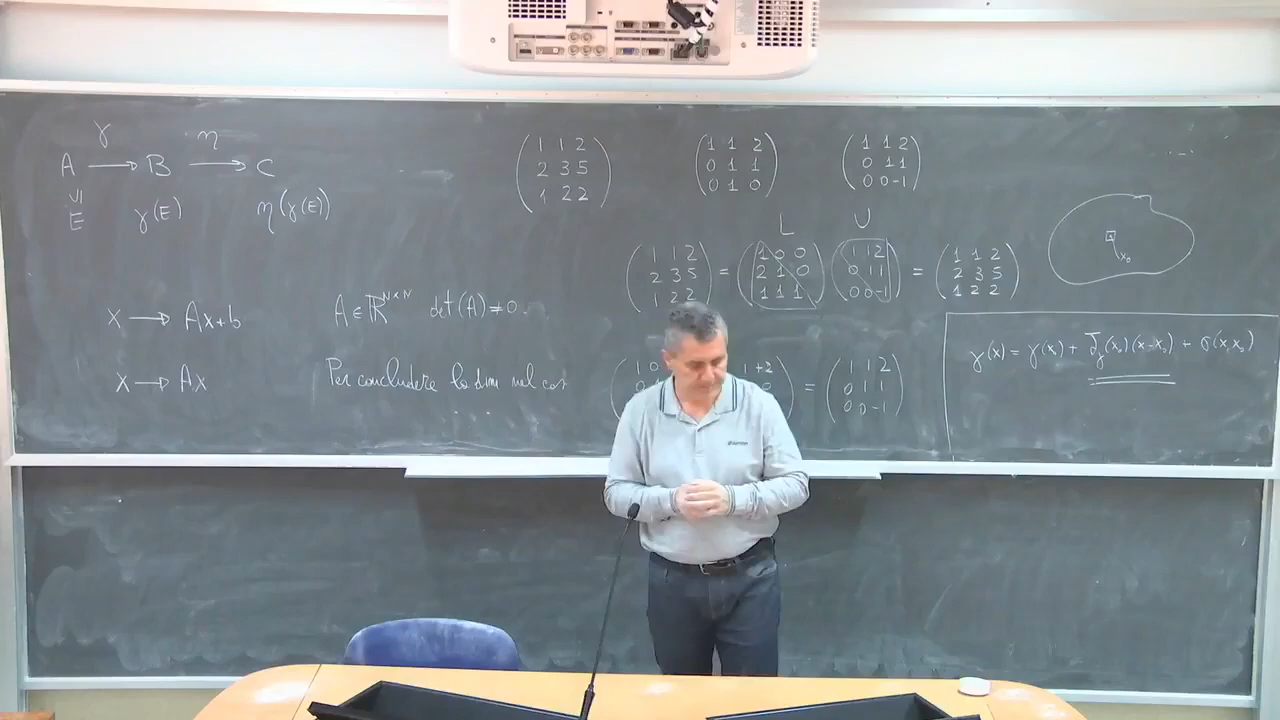 γ η
A ⟶ B ⟶ C
⊆
E γ(E) η(γ(E))
x ⟶ Ax+b
x ⟶ Ax
A ∈ ℝ^{N×N} det(A) ≠ 0.
Per concludere la dim nel
( 1 1 2 ) ( 1 1 2 ) ( 1 1 2 )
( 2 3 5 ) ( 0 1 1 ) ( 0 1 1 )
( 1 2 2 ) ( 0 1 0 ) ( 0 0 -1 )
L U
( 1 1 2 ) ( 1 0 0 ) ( 1 1 2 ) ( 1 1 2 )
( 2 3 5 ) = ( 2 1 0 ) ( 0 1 1 ) = ( 2 3 5 )
( 1 2 2 ) ( 1 1 1 ) ( 0 0 -1 ) ( 1 2 2 )
( 1 0 1+2 ) ( 1 1 2 )
) = ( 0 1 1 )
( 0 0 -1 )
x₀
γ(x) = γ(x₀) + J_γ(x₀)(x-x₀) + σ(x,x₀)